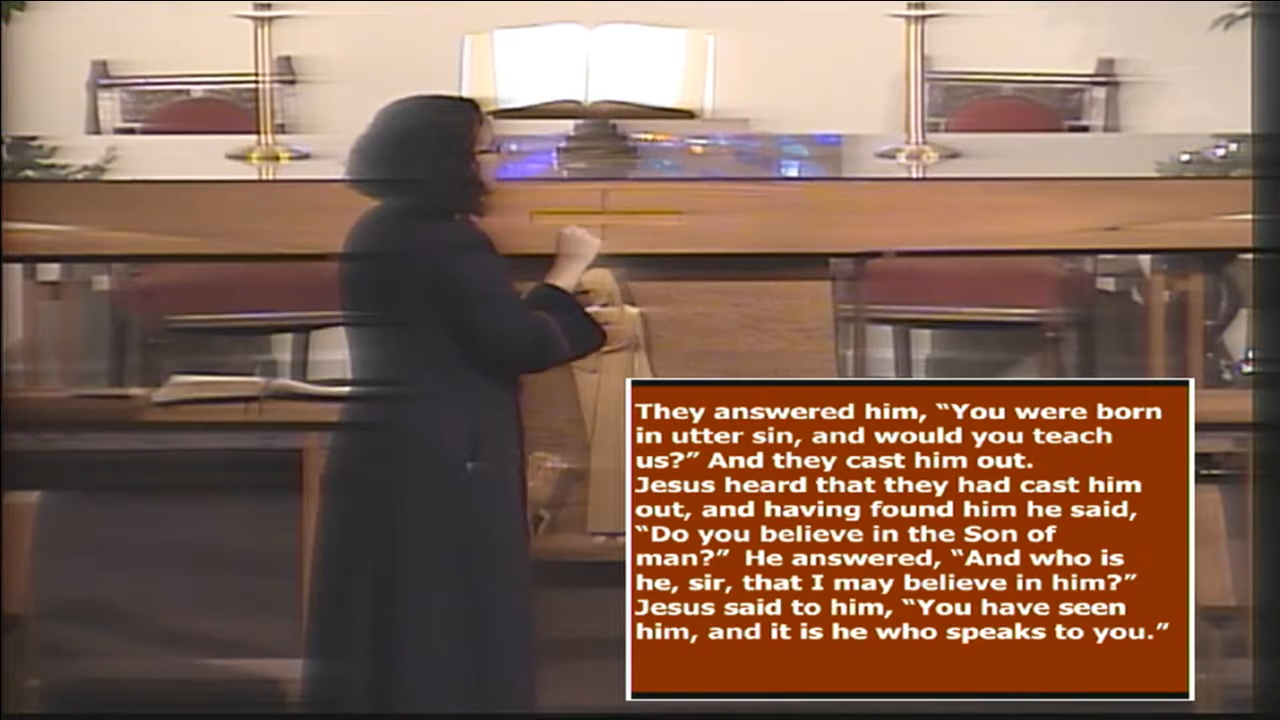 They answered him, “You were born
in utter sin, and would you teach
us?” And they cast him out.
Jesus heard that they had cast him
out, and having found him he said,
“Do you believe in the Son of
man?”  He answered, “And who is
he, sir, that I may believe in him?”
Jesus said to him, “You have seen
him, and it is he who speaks to you.”